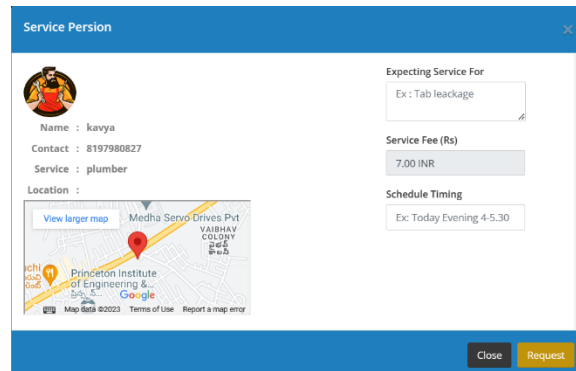 Service Persion
×
Name : kavya
Contact : 8197980827
Service : plumber
Location :
View larger map
Medha Servo Drives Pvt
VAIBHAV
COLONY
Princeton Institute
of Engineering &...
Google
Map data ©2023 Terms of Use Report a map error
Expecting Service For
Ex : Tab leackage
Service Fee (Rs)
7.00 INR
Schedule Timing
Ex: Today Evening 4-5.30
Close
Request